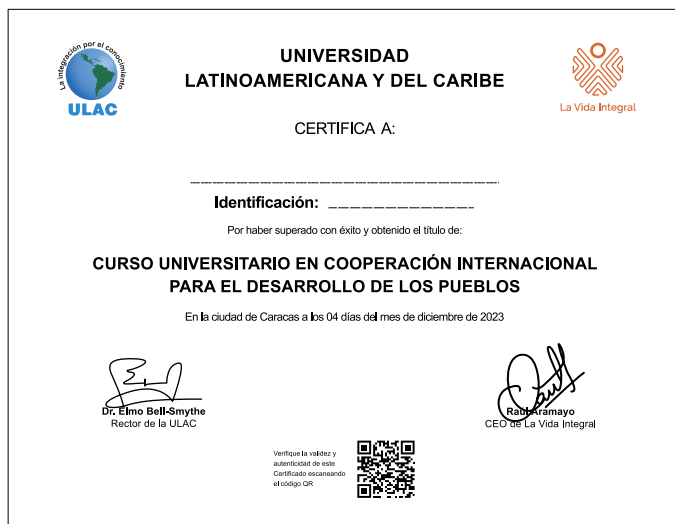 La integración por el conocimiento
ULAC
UNIVERSIDAD
LATINOAMERICANA Y DEL CARIBE
La Vida Integral
CERTIFICA A:
Identificación:
Por haber superado con éxito y obtenido el título de:
CURSO UNIVERSITARIO EN COOPERACIÓN INTERNACIONAL
PARA EL DESARROLLO DE LOS PUEBLOS
En la ciudad de Caracas a los 04 días del mes de diciembre de 2023
Dr. Elmo Bell-Smythe
Rector de la ULAC
Raúl Aramayo
CEO de La Vida Integral
Verifique la validez y
autenticidad de este
Certificado escaneando
el código QR